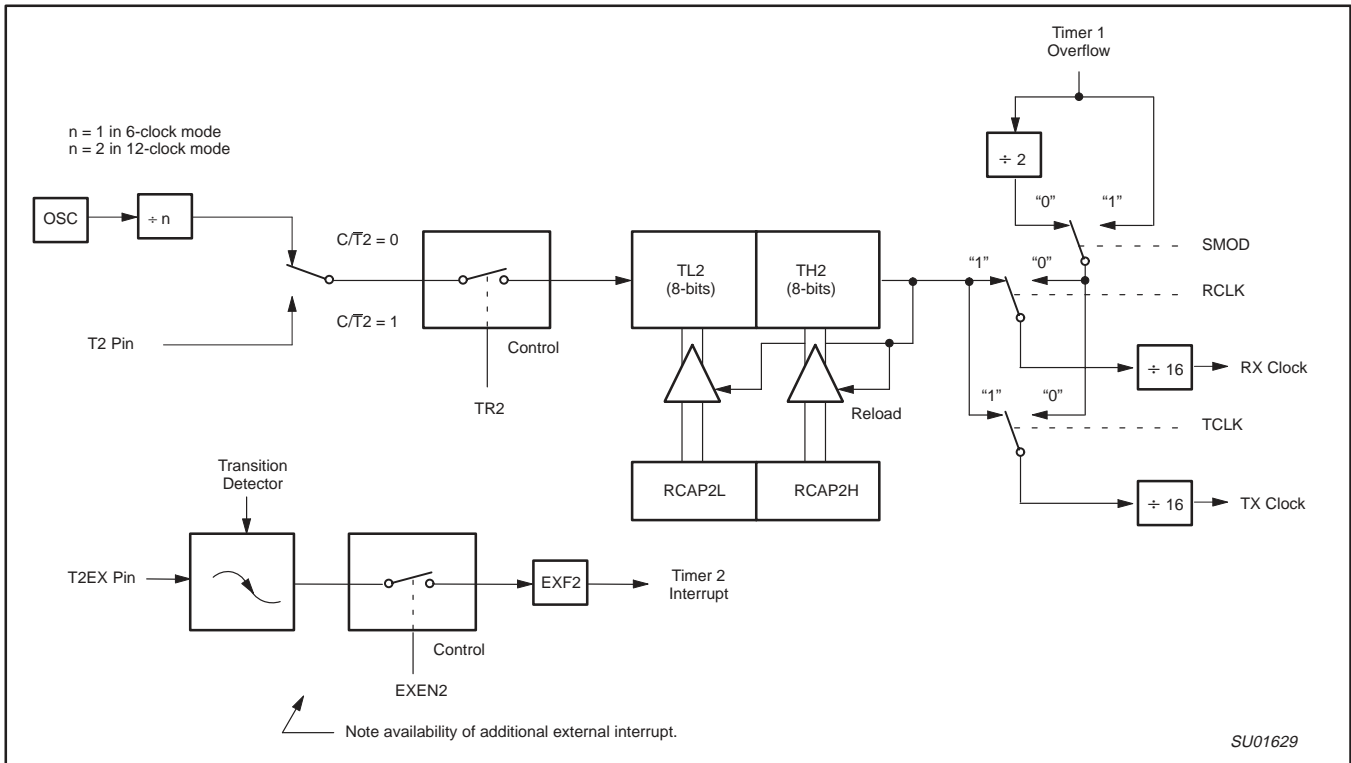 Timer 1
Overflow
n = 1 in 6-clock mode
n = 2 in 12-clock mode
÷ 2
“0”
“1”
OSC
÷ n
C/T̅2 = 0
TL2
(8-bits)
TH2
(8-bits)
SMOD
“1”
“0”
RCLK
C/T̅2 = 1
T2 Pin
Control
÷ 16
RX Clock
TR2
Reload
“1”
“0”
TCLK
Transition
Detector
RCAP2L
RCAP2H
÷ 16
TX Clock
T2EX Pin
EXF2
Timer 2
Interrupt
Control
EXEN2
Note availability of additional external interrupt.
SU01629